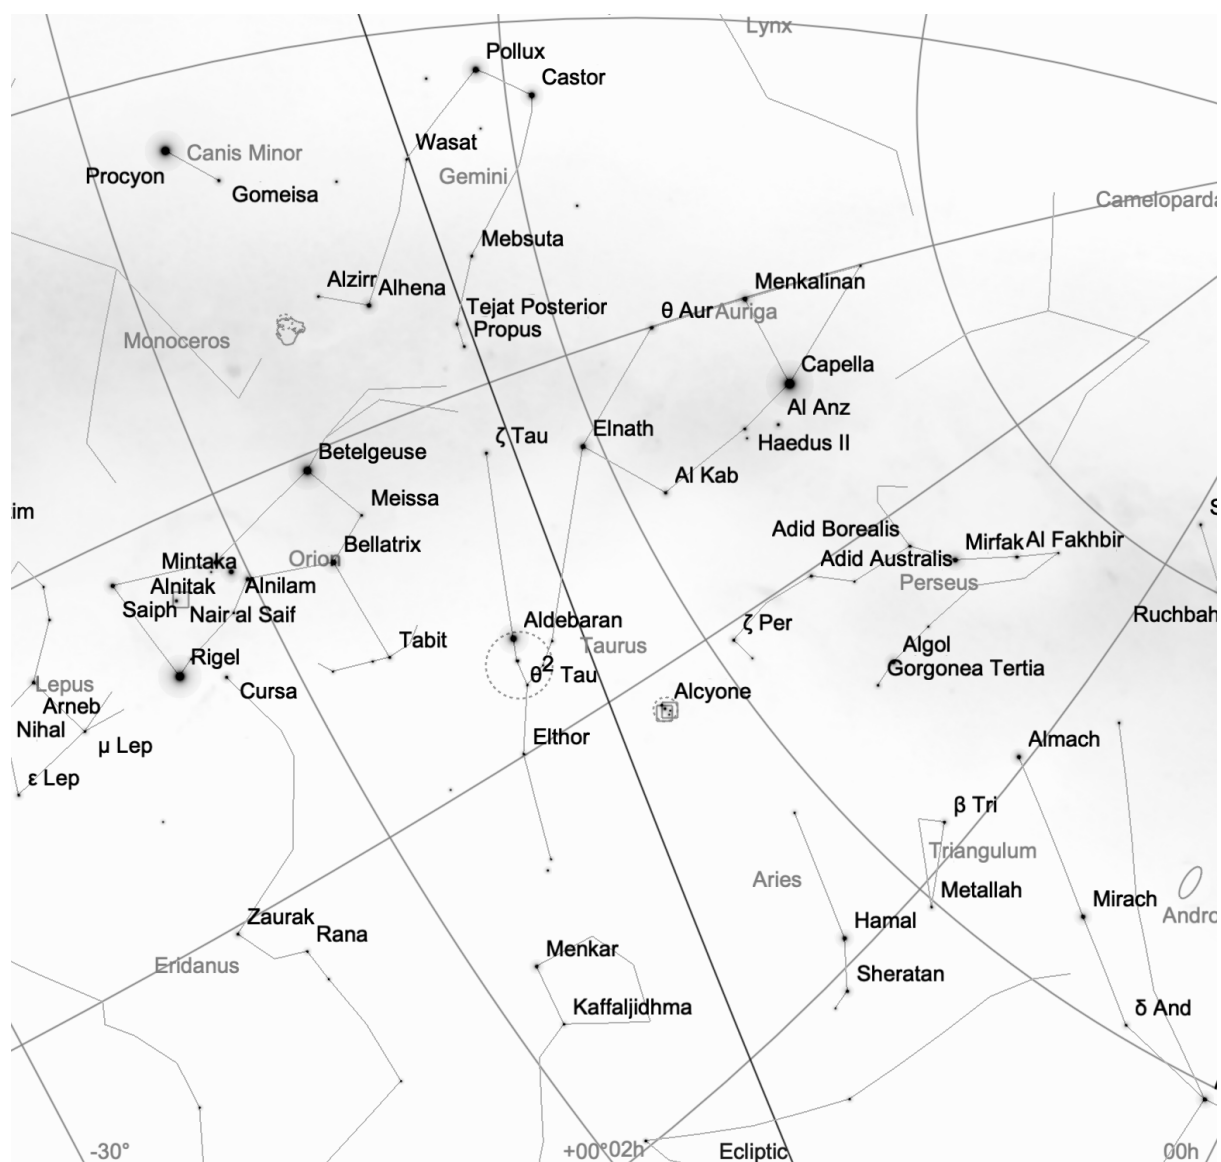 Lynx
Pollux
Castor
Wasat
Canis Minor
Procyon
Gemini
Gomeisa
Mebsuta
Alzirr
Alhena
Tejat Posterior
Propus
Menkalinan
θ Aur
Auriga
Monoceros
Capella
Al Anz
Elnath
ζ Tau
Haedus II
Betelgeuse
Al Kab
Meissa
Adid Borealis
Mirfak
Al Fakhbir
Bellatrix
Orion
Mintaka
Adid Australis
Perseus
Alnitak
Alnilam
Saiph
Nair al Saif
Ruchbah
Aldebaran
ζ Per
Tabit
Taurus
Algol
Rigel
θ² Tau
Gorgonea Tertia
Lepus
Cursa
Alcyone
Arneb
Nihal
μ Lep
Elthor
Almach
ε Lep
β Tri
Triangulum
Aries
Metallah
Mirach
Zaurak
Hamal
Andro
Rana
Menkar
Eridanus
Sheratan
Kaffaljidhma
δ And
-30°
+00°
02h
Ecliptic
00h
Cameloparda